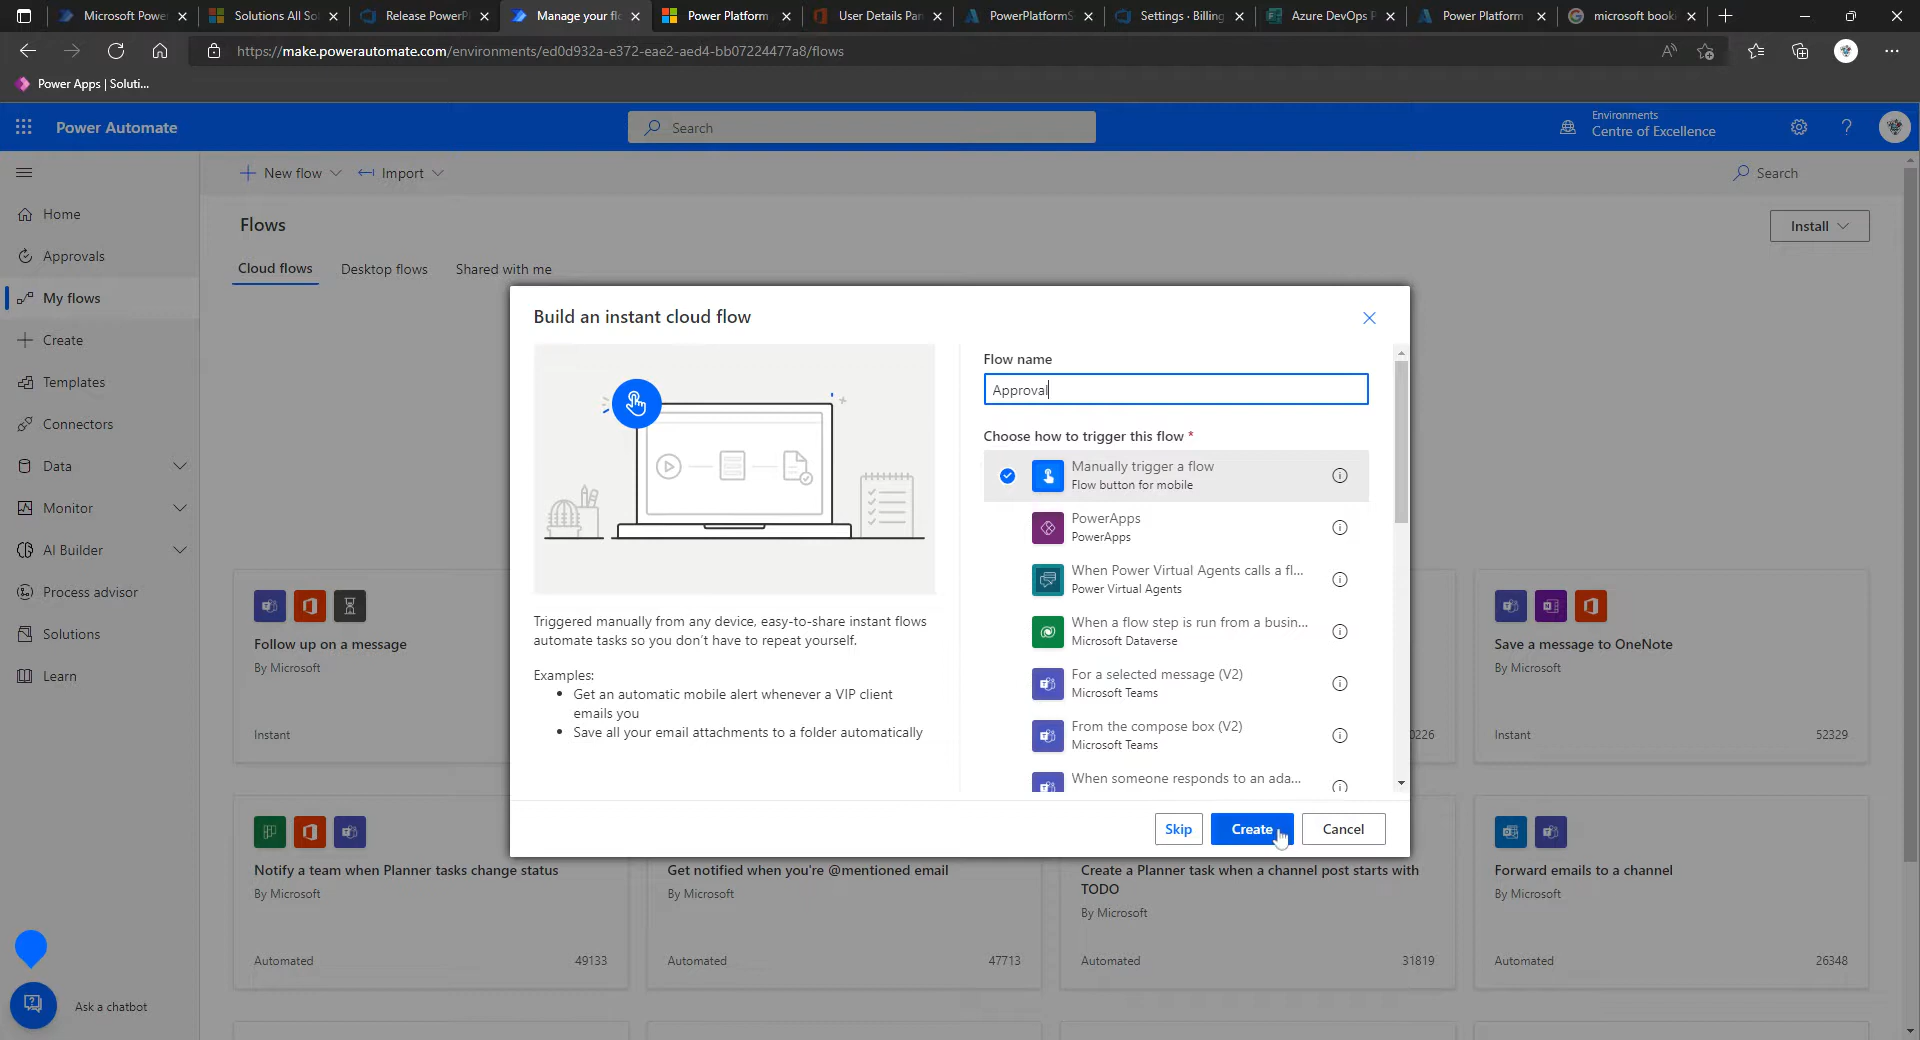 Microsoft Power
Solutions All Sol
Release PowerPl
Manage your fl
Power Platform
User Details Pa
PowerPlatformS
Settings · Billing
Azure DevOps P
Power Platform
microsoft book
https://make.powerautomate.com/environments/ed0d932a-e372-eae2-aed4-bb07224477a8/flows
Power Apps | Soluti...
Power Automate
Search
Environments
Centre of Excellence
New flow
Import
Search
Home
Approvals
My flows
Create
Templates
Connectors
Data
Monitor
AI Builder
Process advisor
Solutions
Learn
Ask a chatbot
Flows
Install
Cloud flows
Desktop flows
Shared with me
Build an instant cloud flow
Triggered manually from any device, easy-to-share instant flows
automate tasks so you don't have to repeat yourself.
Examples:
• Get an automatic mobile alert whenever a VIP client
emails you
• Save all your email attachments to a folder automatically
Flow name
Approval
Choose how to trigger this flow *
Manually trigger a flow
Flow button for mobile
PowerApps
PowerApps
When Power Virtual Agents calls a fl...
Power Virtual Agents
When a flow step is run from a busin...
Microsoft Dataverse
For a selected message (V2)
Microsoft Teams
From the compose box (V2)
Microsoft Teams
When someone responds to an ada...
Skip
Create
Cancel
Follow up on a message
By Microsoft
Instant
0226
Save a message to OneNote
By Microsoft
Instant
52329
Notify a team when Planner tasks change status
By Microsoft
Automated
49133
Get notified when you're @mentioned email
By Microsoft
Automated
47713
Create a Planner task when a channel post starts with
TODO
By Microsoft
Automated
31819
Forward emails to a channel
By Microsoft
Automated
26348